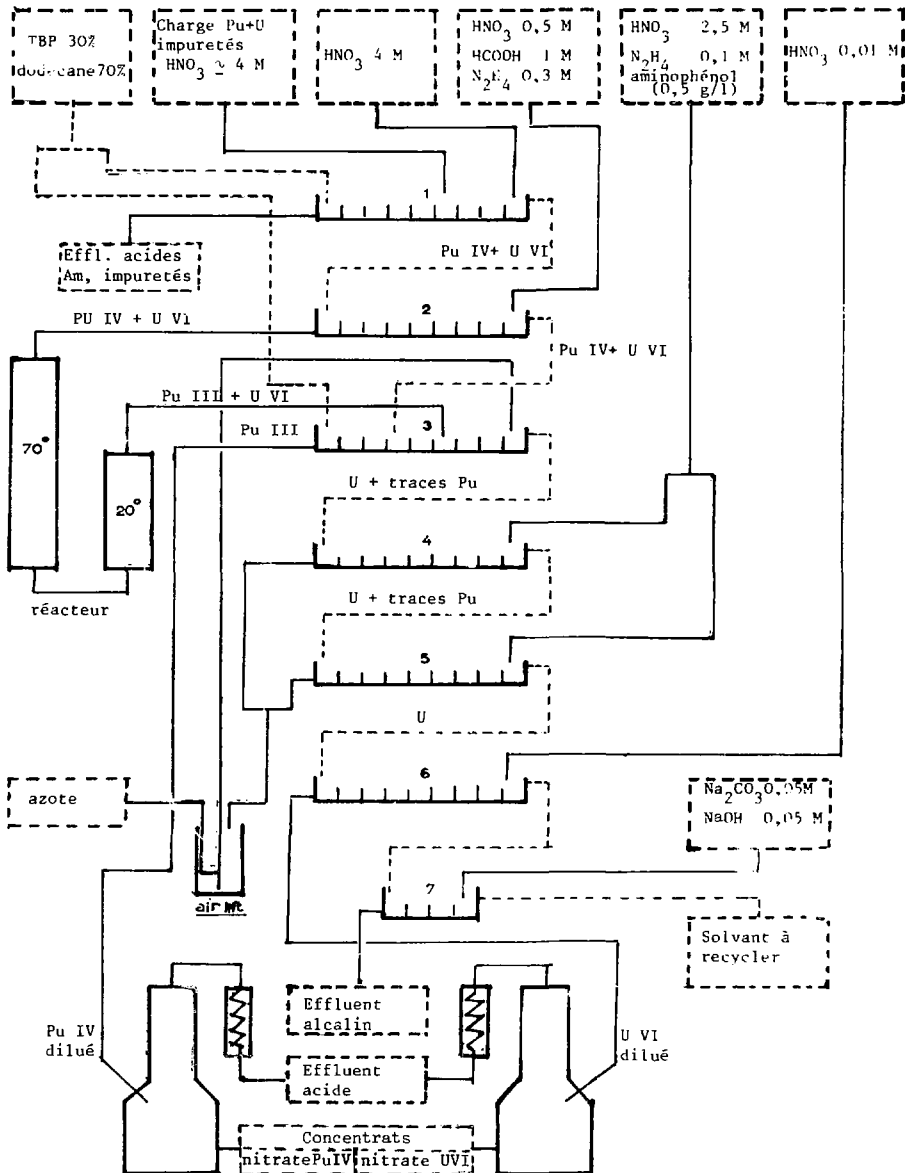 TBP 30%
dodecane 70%
Charge Pu+U
impuretés
HNO3 ≃ 4 M
HNO3 4 M
HNO3 0,5 M
HCOOH 1 M
N2H4 0,3 M
HNO3 2,5 M
N2H4 0,1 M
aminophénol
(0,5 g/l)
HNO3 0,01 M
1
Effl. acides
Am, impuretés
Pu IV+ U VI
2
PU IV + U VI
Pu IV+ U VI
Pu III + U VI
Pu III
3
70°
20°
réacteur
U + traces Pu
4
U + traces Pu
5
U
6
azote
air lift
Na2CO3 0,05M
NaOH 0,05 M
7
Solvant à
recycler
Effluent
alcalin
Pu IV
dilué
U VI
dilué
Effluent
acide
Concentrats
nitrate PuIV
nitrate UVI